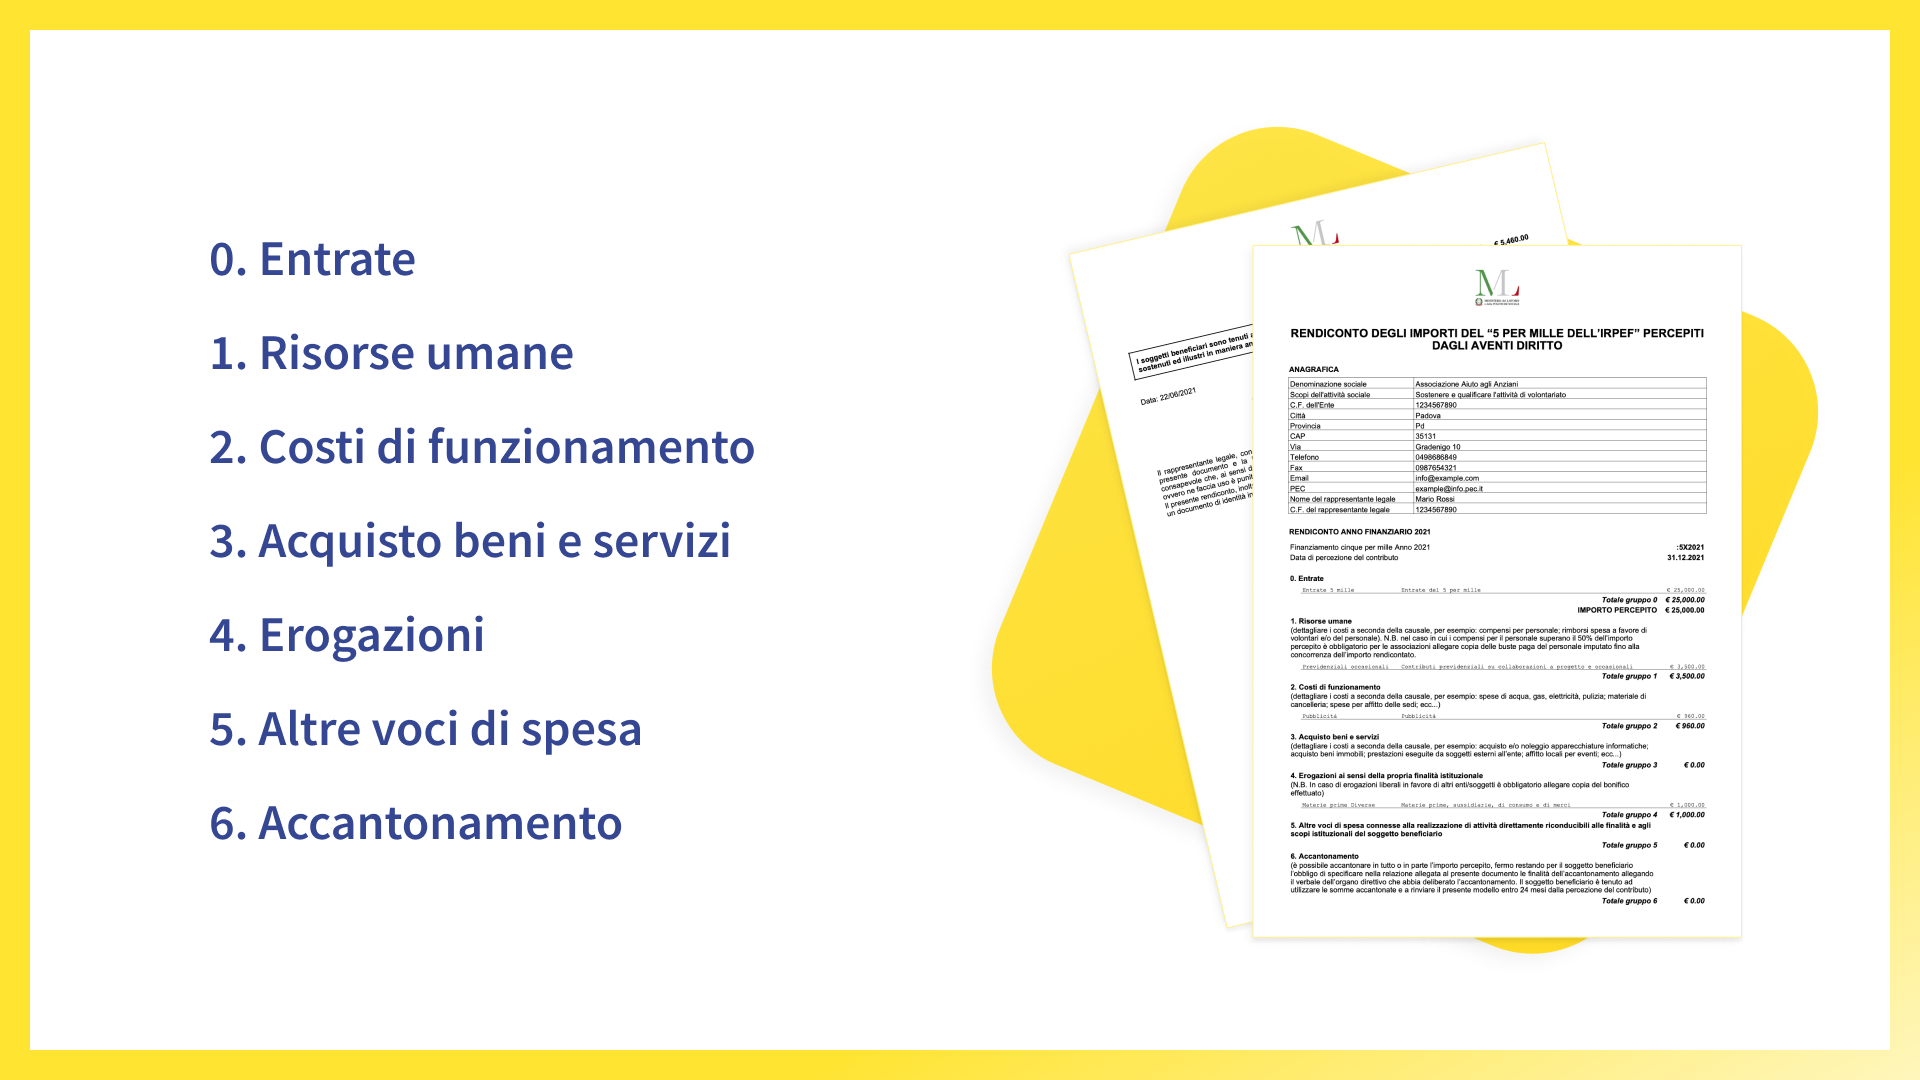 0. Entrate
1. Risorse umane
2. Costi di funzionamento
3. Acquisto beni e servizi
4. Erogazioni
5. Altre voci di spesa
6. Accantonamento
€ 5,460.00
I soggetti beneficiari sono tenuti a
sostenuti ed illustri in maniera an
Data: 22/06/2021
Il rappresentante legale, con
presente documento e la
consapevole che, ai sensi d
ovvero ne faccia uso è punit
Il presente rendiconto, inolt
un documento di identità in
ML
RENDICONTO DEGLI IMPORTI DEL “5 PER MILLE DELL’IRPEF” PERCEPITI
DAGLI AVENTI DIRITTO
ANAGRAFICA
Denominazione sociale Associazione Aiuto agli Anziani
Scopi dell'attività sociale Sostenere e qualificare l'attività di volontariato
C.F. dell'Ente 1234567890
Città Padova
Provincia Pd
CAP 35131
Via Gradenigo 10
Telefono 0498686849
Fax 0987654321
Email info@example.com
PEC example@info.pec.it
Nome del rappresentante legale Mario Rossi
C.F. del rappresentante legale 1234567890
RENDICONTO ANNO FINANZIARIO 2021
Finanziamento cinque per mille Anno 2021 :5X2021
Data di percezione del contributo 31.12.2021
0. Entrate
Entrate 5 mille Entrate del 5 per mille € 25,000.00
Totale gruppo 0 € 25,000.00
IMPORTO PERCEPITO € 25,000.00
1. Risorse umane
(dettagliare i costi a seconda della causale, per esempio: compensi per personale; rimborsi spesa a favore di
volontari e/o del personale). N.B. nel caso in cui i compensi per il personale superano il 50% dell'importo
percepito è obbligatorio per le associazioni allegare copia delle buste paga del personale imputato fino alla
concorrenza dell'importo rendicontato.
Previdenziali occasionali Contributi previdenziali su collaborazioni a progetto e occasionali € 3,500.00
Totale gruppo 1 € 3,500.00
2. Costi di funzionamento
(dettagliare i costi a seconda della causale, per esempio: spese di acqua, gas, elettricità, pulizia; materiale di
cancelleria; spese per affitto delle sedi; ecc...)
Pubblicità Pubblicità € 960.00
Totale gruppo 2 € 960.00
3. Acquisto beni e servizi
(dettagliare i costi a seconda della causale, per esempio: acquisto e/o noleggio apparecchiature informatiche;
acquisto beni immobili; prestazioni eseguite da soggetti esterni all'ente; affitto locali per eventi; ecc...)
Totale gruppo 3 € 0.00
4. Erogazioni ai sensi della propria finalità istituzionale
(N.B. In caso di erogazioni liberali in favore di altri enti/soggetti è obbligatorio allegare copia del bonifico
effettuato)
Materie prime Diverse Materie prime, sussidiarie, di consumo e di merci € 1,000.00
Totale gruppo 4 € 1,000.00
5. Altre voci di spesa connesse alla realizzazione di attività direttamente riconducibili alle finalità e agli
scopi istituzionali del soggetto beneficiario
Totale gruppo 5 € 0.00
6. Accantonamento
(è possibile accantonare in tutto o in parte l'importo percepito, fermo restando per il soggetto beneficiario
l'obbligo di specificare nella relazione allegata al presente documento le finalità dell'accantonamento allegando
il verbale dell'organo direttivo che abbia deliberato l'accantonamento. Il soggetto beneficiario è tenuto ad
utilizzare le somme accantonate e a rinviare il presente modello entro 24 mesi dalla percezione del contributo)
Totale gruppo 6 € 0.00